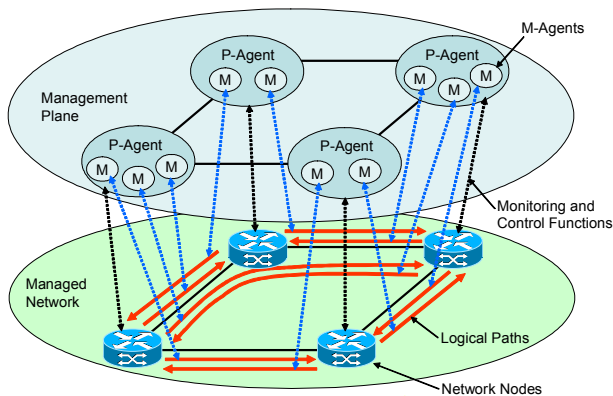 P-Agent
M M
P-Agent
M M M
M-Agents
Management
Plane
P-Agent
M M M
P-Agent
M M
Monitoring and
Control Functions
Managed
Network
Logical Paths
Network Nodes